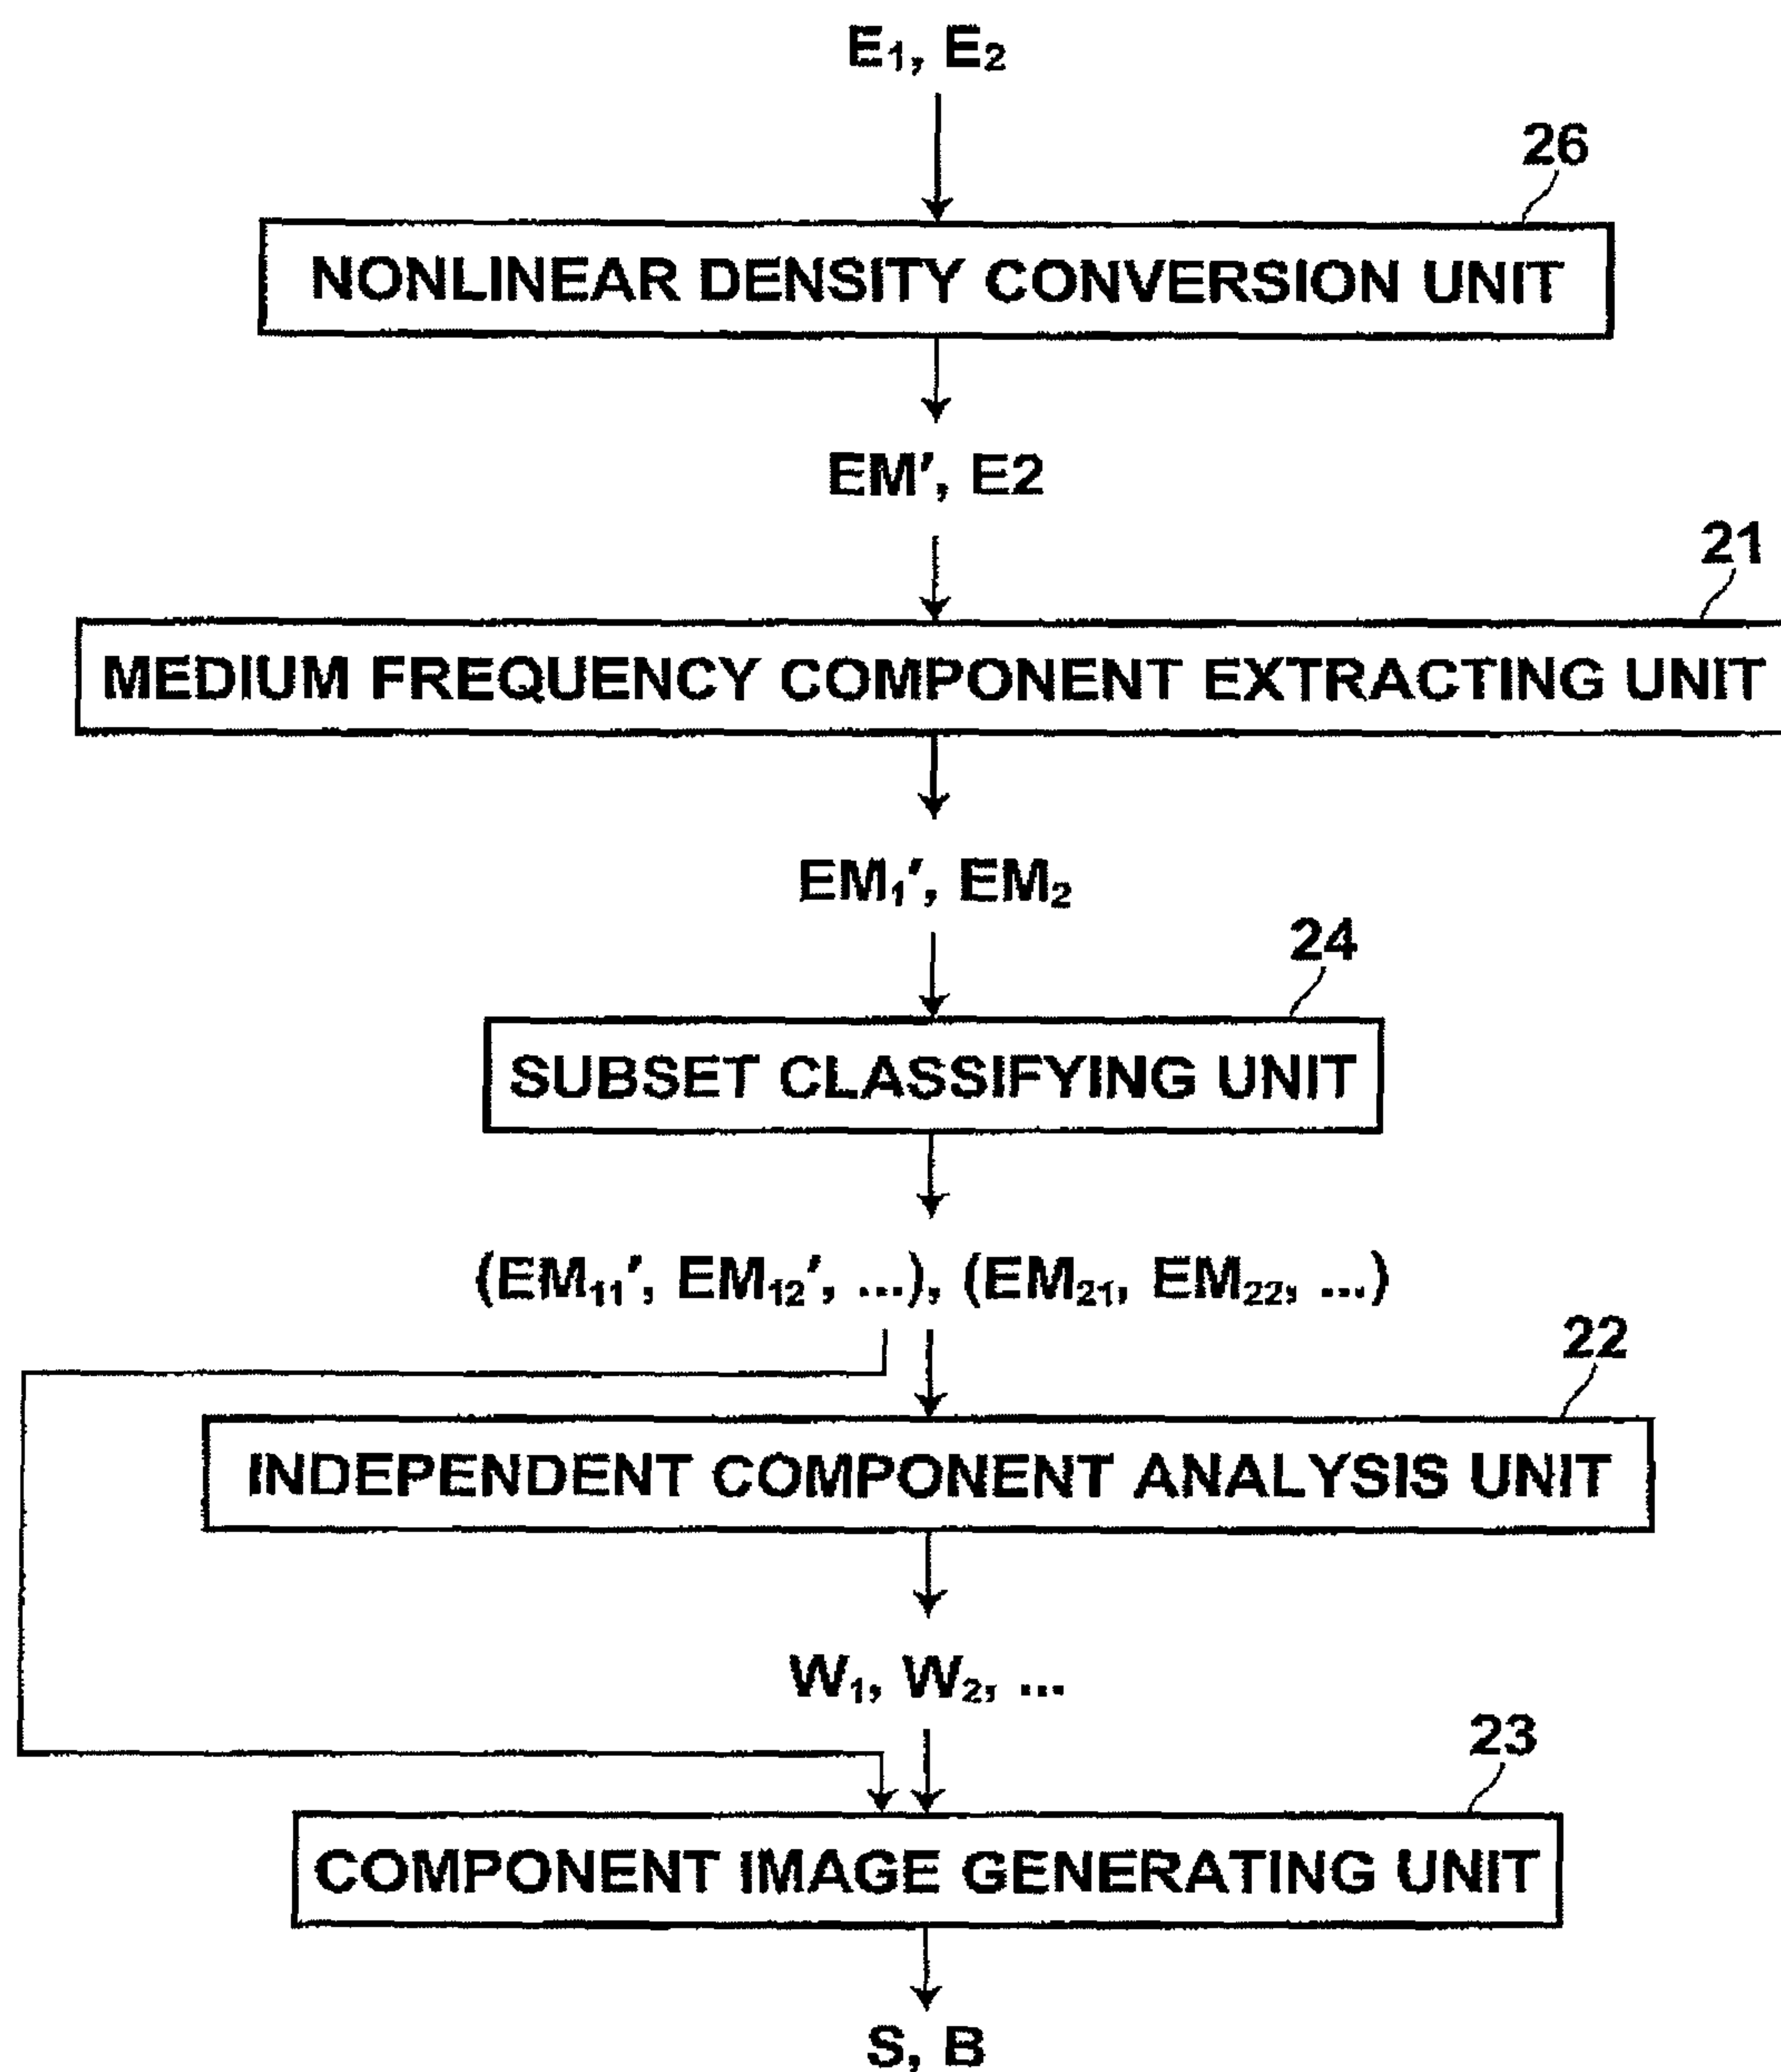 E₁, E₂
26
NONLINEAR DENSITY CONVERSION UNIT
EM', E2
21
MEDIUM FREQUENCY COMPONENT EXTRACTING UNIT
EM₁', EM₂
24
SUBSET CLASSIFYING UNIT
(EM₁₁', EM₁₂', ...), (EM₂₁, EM₂₂, ...)
22
INDEPENDENT COMPONENT ANALYSIS UNIT
W₁, W₂, ...
23
COMPONENT IMAGE GENERATING UNIT
S, B